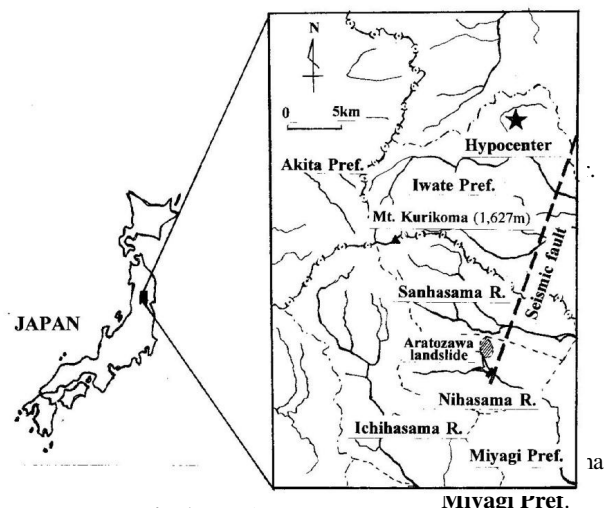 N
0 5km
Hypocenter
Akita Pref.
Iwate Pref.
Mt. Kurikoma (1,627m)
Seismic fault
Sanhasama R.
JAPAN
Aratozawa
landslide
Nihasama R.
Ichihasama R.
Miyagi Pref.
na
Miyagi Pref.